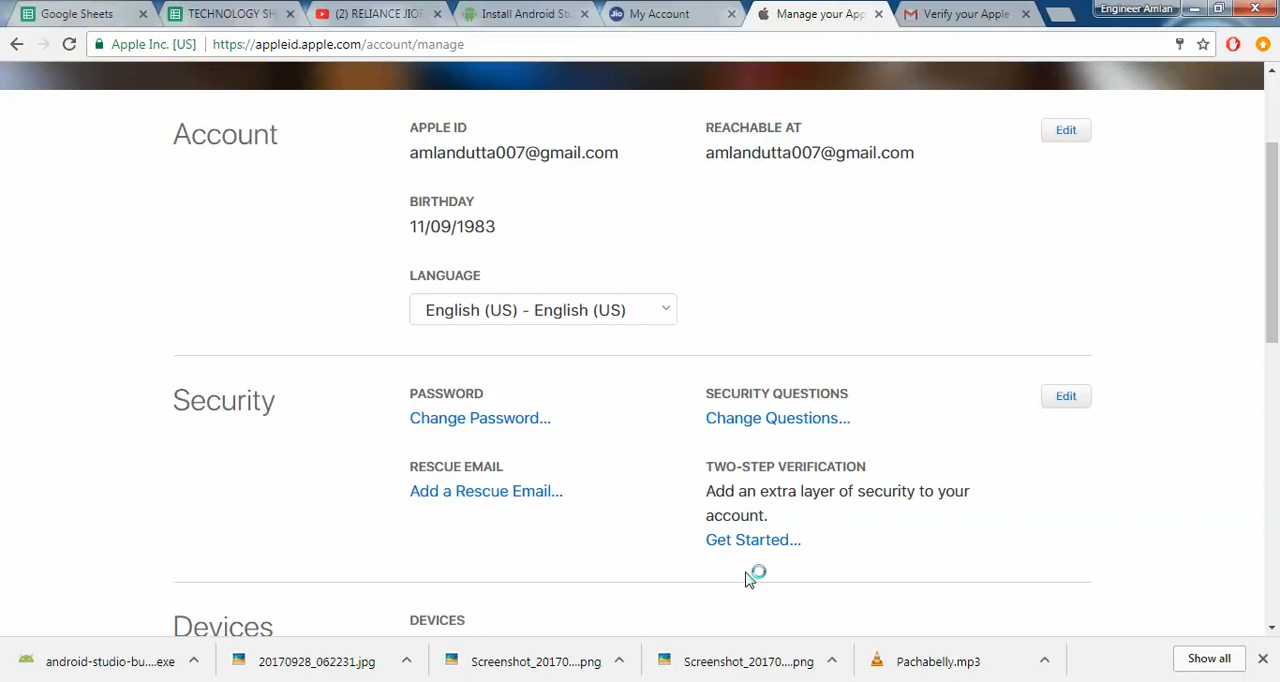 Google Sheets
TECHNOLOGY SH
(2) RELIANCE JIOF
Install Android Stu
My Account
Manage your App
Verify your Apple
Engineer Amlan
Apple Inc. [US]
https://appleid.apple.com/account/manage
Account
APPLE ID
amlandutta007@gmail.com
REACHABLE AT
amlandutta007@gmail.com
Edit
BIRTHDAY
11/09/1983
LANGUAGE
English (US) - English (US)
Security
PASSWORD
Change Password...
SECURITY QUESTIONS
Change Questions...
Edit
RESCUE EMAIL
Add a Rescue Email...
TWO-STEP VERIFICATION
Add an extra layer of security to your
account.
Get Started...
Devices
DEVICES
android-studio-bu....exe
20170928_062231.jpg
Screenshot_20170....png
Screenshot_20170....png
Pachabelly.mp3
Show all